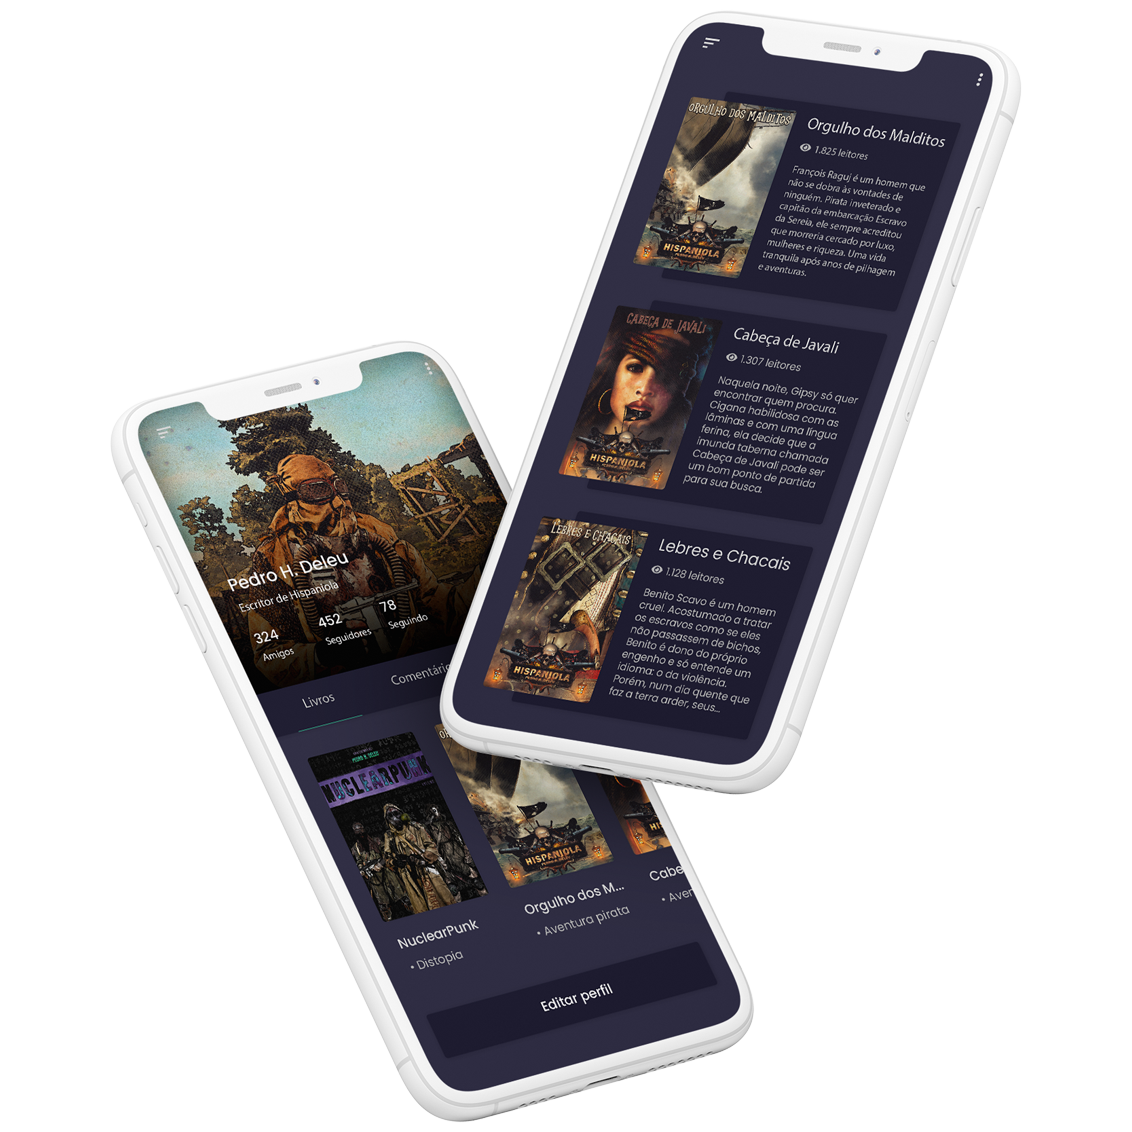 ORGULHO DOS MALDITOS
HISPANIOLA
Orgulho dos Malditos
1.825 leitores
François Raguj é um homem que
não se dobra às vontades de
ninguém. Pirata inveterado e
capitão da embarcação Escravo
da Sereia, ele sempre acreditou
que morreria cercado por luxo,
mulheres e riqueza. Uma vida
tranquila após anos de pilhagem
e aventuras.
CABEÇA DE JAVALI
HISPANIOLA
Cabeça de Javali
1.307 leitores
Naquela noite, Gipsy só quer
encontrar quem procura.
Cigana habilidosa com as
lâminas e com uma língua
ferina, ela decide que a
imunda taberna chamada
Cabeça de Javali pode ser
um bom ponto de partida
para sua busca.
LEBRES E CHACAIS
HISPANIOLA
Lebres e Chacais
1.128 leitores
Benito Scavo é um homem
cruel. Acostumado a tratar
os escravos como se eles
não passassem de bichos,
Benito é dono do próprio
engenho e só entende um
idioma: o da violência.
Porém, num dia quente que
faz a terra arder, seus...
Pedro H. Deleu
Escritor de Hispaniola
324
Amigos
452
Seguidores
78
Seguindo
Livros
Comentário
PEDRO H. DELEU
NUCLEARPUNK
HISPANIOLA
NuclearPunk
• Distopia
Orgulho dos M...
• Aventura pirata
Cabe
• Aven
Editar perfil